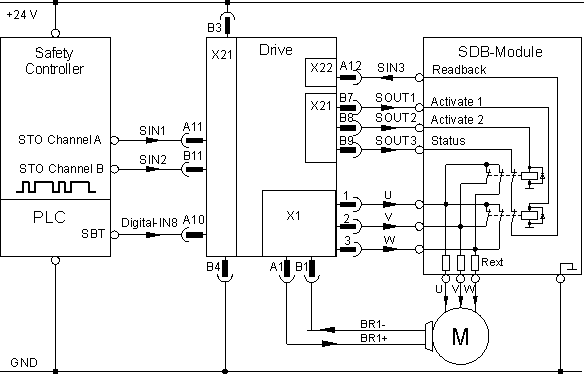 +24 V
B3
Safety
Controller
X21
Drive
SDB-Module
X22
A12
SIN3
Readback
X21
B7
SOUT1
Activate 1
B8
SOUT2
Activate 2
B9
SOUT3
Status
STO Channel A
SIN1
A11
STO Channel B
SIN2
B11
PLC
SBT
Digital-IN8
A10
X1
1
U
2
V
3
W
B4
A1
B1
Rext
U
V
W
BR1-
BR1+
M
GND